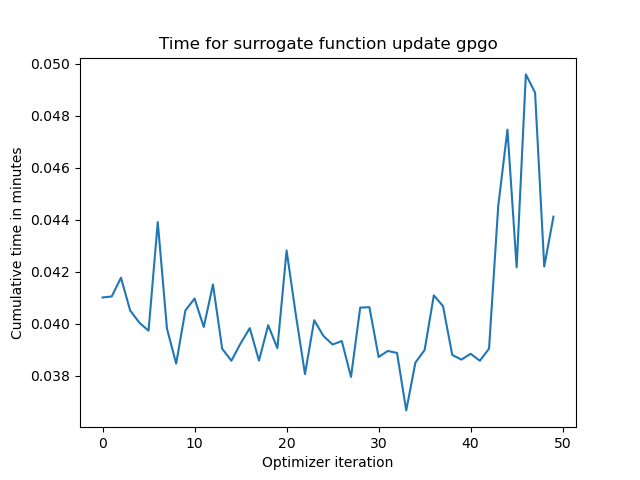 Time for surrogate function update gpgo
0.050
0.048
0.046
0.044
0.042
0.040
0.038
Cumulative time in minutes
0 10 20 30 40 50
Optimizer iteration